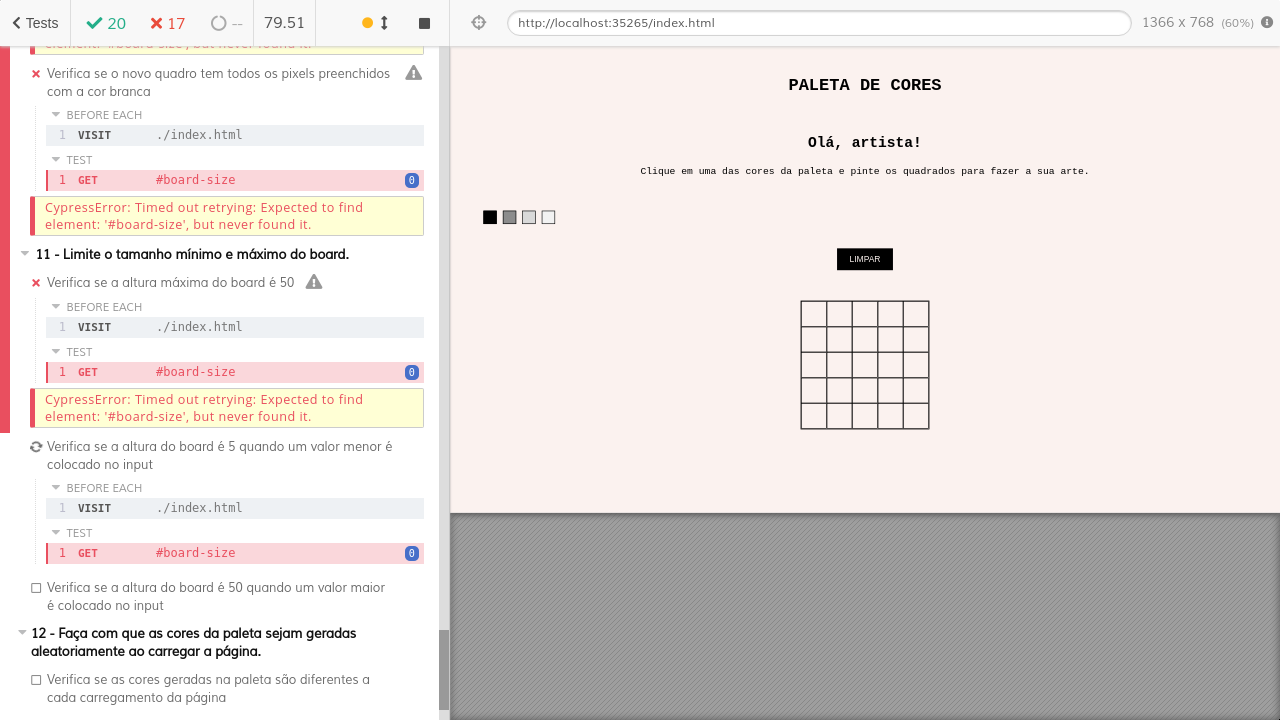 Tests
20
17
--
79.51
http://localhost:35265/index.html
1366 x 768 (60%)
element: '#board-size', but never found it.
Verifica se o novo quadro tem todos os pixels preenchidos
com a cor branca
BEFORE EACH
1 VISIT ./index.html
TEST
1 GET #board-size 0
CypressError: Timed out retrying: Expected to find
element: '#board-size', but never found it.
11 - Limite o tamanho mínimo e máximo do board.
Verifica se a altura máxima do board é 50
BEFORE EACH
1 VISIT ./index.html
TEST
1 GET #board-size 0
CypressError: Timed out retrying: Expected to find
element: '#board-size', but never found it.
Verifica se a altura do board é 5 quando um valor menor é
colocado no input
BEFORE EACH
1 VISIT ./index.html
TEST
1 GET #board-size 0
Verifica se a altura do board é 50 quando um valor maior
é colocado no input
12 - Faça com que as cores da paleta sejam geradas
aleatoriamente ao carregar a página.
Verifica se as cores geradas na paleta são diferentes a
cada carregamento da página
PALETA DE CORES
Olá, artista!
Clique em uma das cores da paleta e pinte os quadrados para fazer a sua arte.
LIMPAR